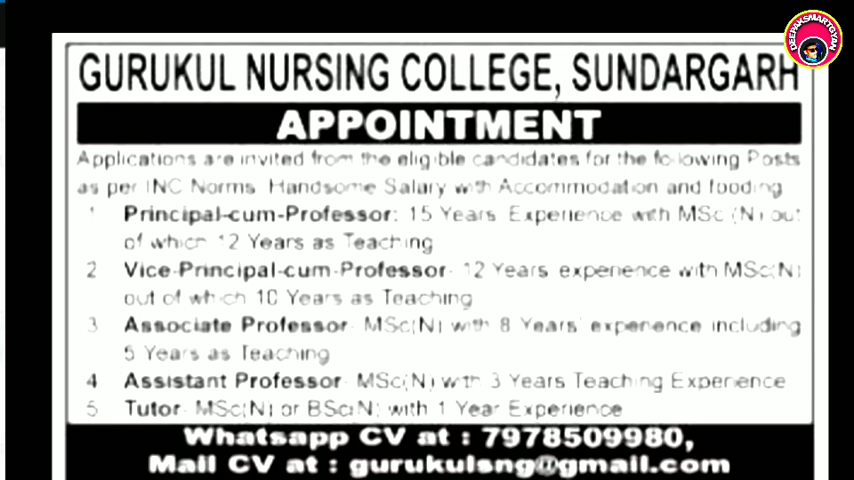 DEEPAKSMARTGYAN
GURUKUL NURSING COLLEGE, SUNDARGARH
APPOINTMENT
Applications are invited from the eligible candidates for the following Posts
as per INC Norms Handsome Salary with Accommodation and fooding
1 Principal-cum-Professor: 15 Years Experience with MSc (N) out
of which 12 Years as Teaching
2 Vice-Principal-cum-Professor- 12 Years experience with MSc(N)
out of which 10 Years as Teaching
3 Associate Professor- MSc(N) with 8 Years' experience including
5 Years as Teaching
4 Assistant Professor- MSc(N) with 3 Years Teaching Experience
5 Tutor- MSc(N) or BSc(N) with 1 Year Experience
Whatsapp CV at : 7978509980,
Mail CV at : gurukulsng@gmail.com